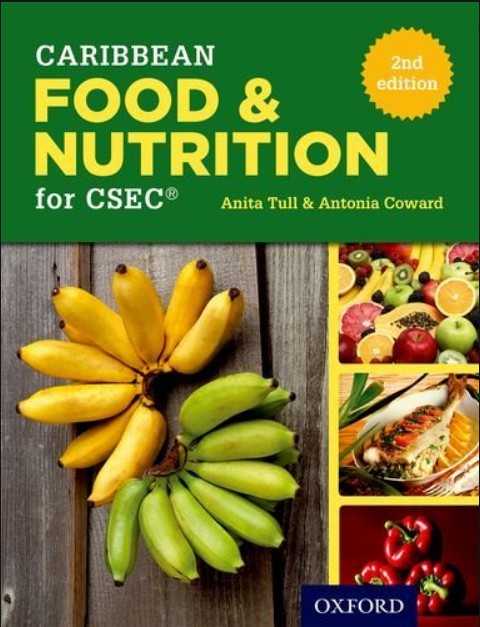 CARIBBEAN
FOOD &
NUTRITION
for CSEC®
2nd
edition
Anita Tull & Antonia Coward
OXFORD